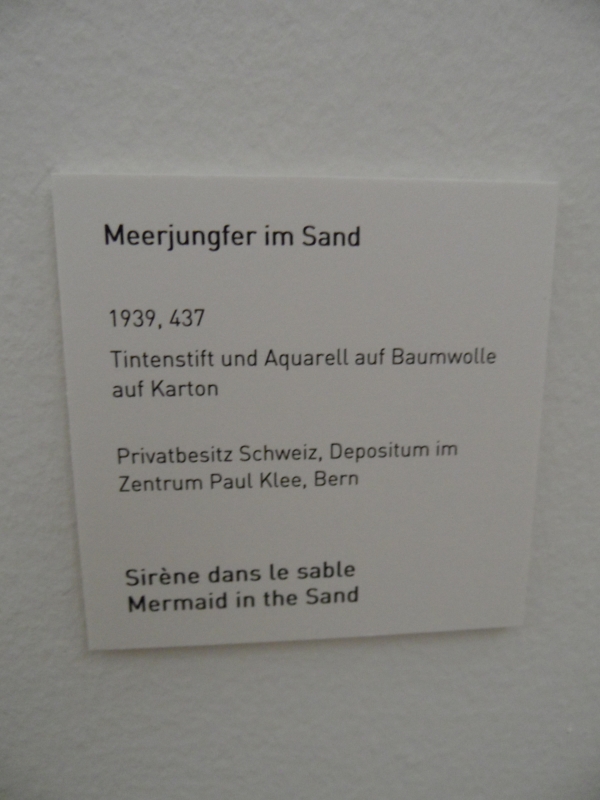 Meerjungfer im Sand
1939, 437
Tintenstift und Aquarell auf Baumwolle
auf Karton
Privatbesitz Schweiz, Depositum im
Zentrum Paul Klee, Bern
Sirène dans le sable
Mermaid in the Sand